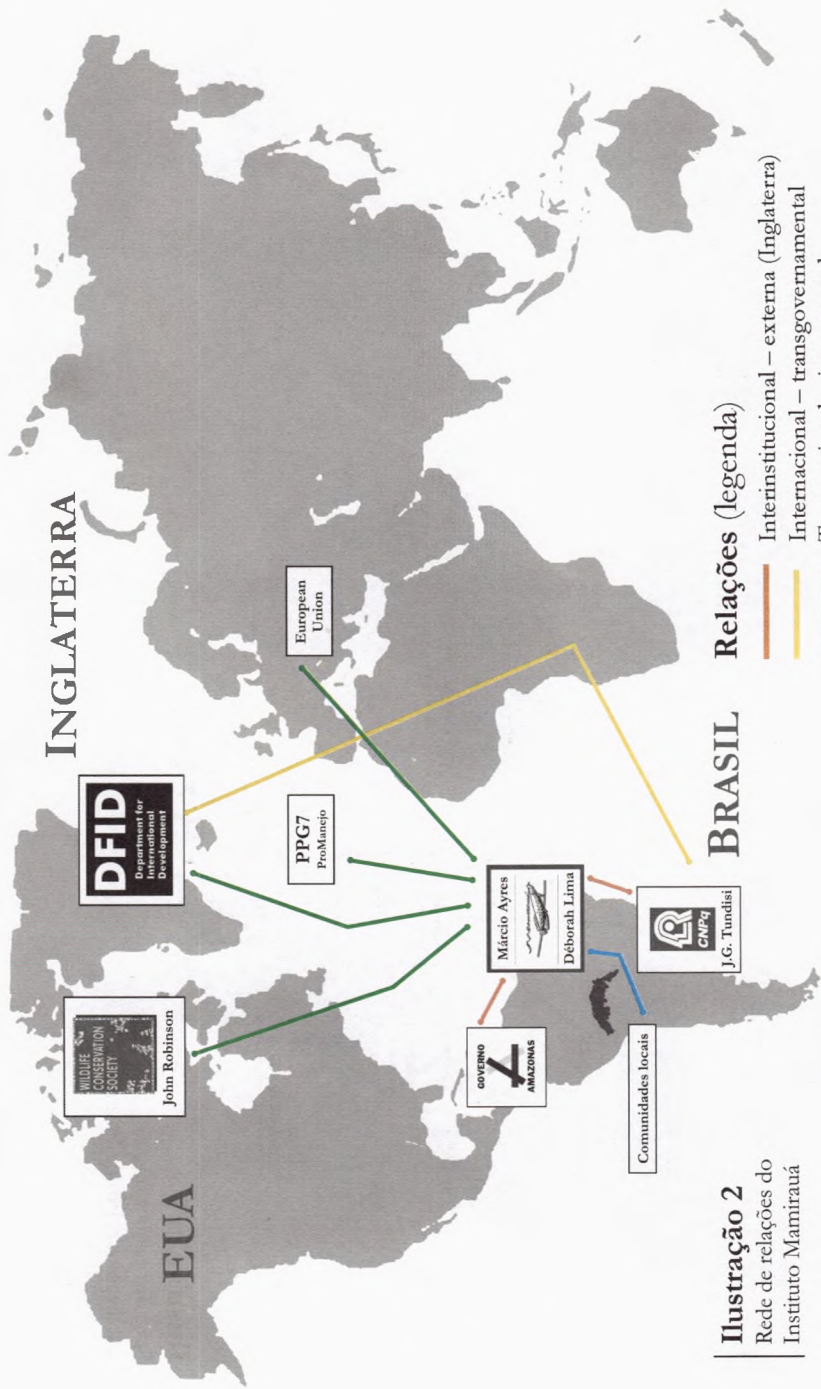 INGLATERRA
EUA
WILDLIFE
CONSERVATION
SOCIETY
John Robinson
DFID
Department for
International
Development
PPG7
ProManejo
European
Union
GOVERNO
AMAZONAS
Márcio Ayres
Déborah Lima
Comunidades locais
CNPq
J.G. Tundisi
BRASIL
Ilustração 2
Rede de relações do
Instituto Mamirauá
Relações (legenda)
Interinstitucional – externa (Inglaterra)
Internacional – transgovernamental